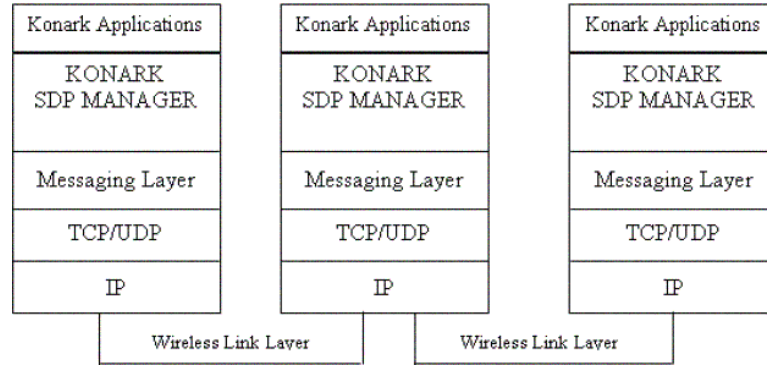 Konark Applications
KONARK
SDP MANAGER
Messaging Layer
TCP/UDP
IP
Konark Applications
KONARK
SDP MANAGER
Messaging Layer
TCP/UDP
IP
Konark Applications
KONARK
SDP MANAGER
Messaging Layer
TCP/UDP
IP
Wireless Link Layer
Wireless Link Layer